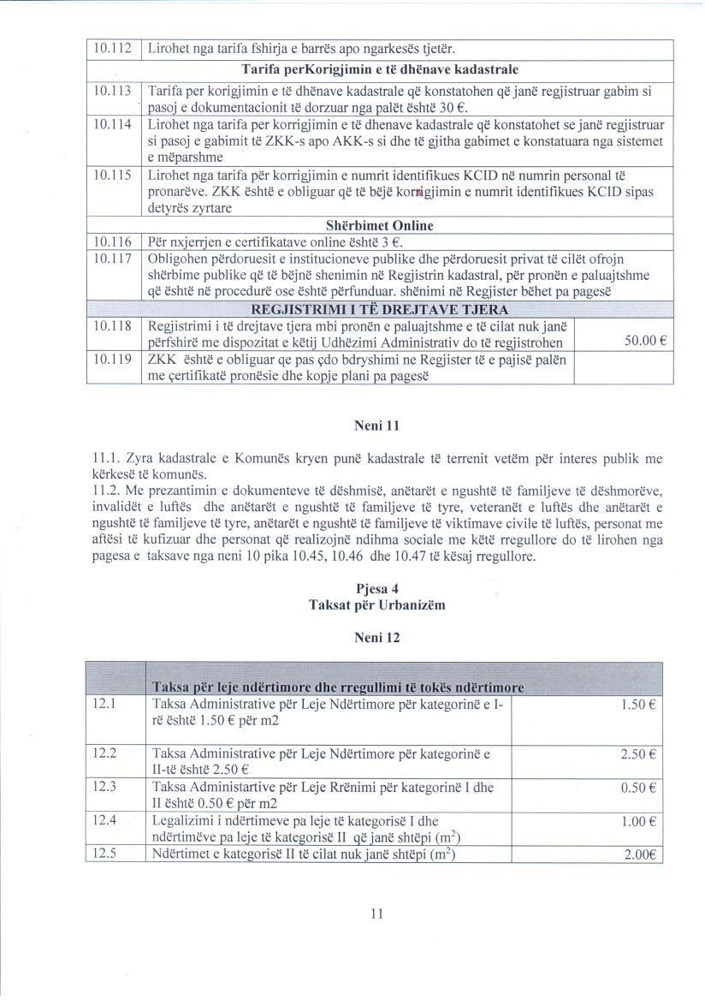 10.112 Lirohet nga tarifa fshirja e barrës apo ngarkesës tjetër.
Tarifa perKorigjimin e të dhënave kadastrale
10.113 Tarifa per korigjimin e të dhënave kadastrale që konstatohen që janë regjistruar gabim si
pasoj e dokumentacionit të dorzuar nga palët është 30 €.
10.114 Lirohet nga tarifa per korrigjimin e të dhenave kadastrale që konstatohet se janë regjistruar
si pasoj e gabimit të ZKK-s apo AKK-s si dhe të gjitha gabimet e konstatuara nga sistemet
e mëparshme
10.115 Lirohet nga tarifa për korrigjimin e numrit identifikues KCID në numrin personal të
pronarëve. ZKK është e obliguar që të bëjë korrigjimin e numrit identifikues KCID sipas
detyrës zyrtare
Shërbimet Online
10.116 Për nxjerrjen e certifikatave online është 3 €.
10.117 Obligohen përdoruesit e institucioneve publike dhe përdoruesit privat të cilët ofrojn
shërbime publike që të bëjnë shenimin në Regjistrin kadastral, për pronën e paluajtshme
që është në procedurë ose është përfunduar. shënimi në Regjister bëhet pa pagesë
REGJISTRIMI I TË DREJTAVE TJERA
10.118 Regjistrimi i të drejtave tjera mbi pronën e paluajtshme e të cilat nuk janë
përfshirë me dispozitat e këtij Udhëzimi Administrativ do të regjistrohen 50.00 €
10.119 ZKK është e obliguar qe pas çdo bdryshimi ne Regjister të e pajisë palën
me çertifikatë pronësie dhe kopje plani pa pagesë
Neni 11
11.1. Zyra kadastrale e Komunës kryen punë kadastrale të terrenit vetëm për interes publik me
kërkesë të komunës.
11.2. Me prezantimin e dokumenteve të dëshmisë, anëtarët e ngushtë të familjeve të dëshmorëve,
invalidët e luftës dhe anëtarët e ngushtë të familjeve të tyre, veteranët e luftës dhe anëtarët e
ngushtë të familjeve të tyre, anëtarët e ngushtë të familjeve të viktimave civile të luftës, personat me
aftësi të kufizuar dhe personat që realizojnë ndihma sociale me këtë rregullore do të lirohen nga
pagesa e taksave nga neni 10 pika 10.45, 10.46 dhe 10.47 të kësaj rregullore.
Pjesa 4
Taksat për Urbanizëm
Neni 12
Taksa për leje ndërtimore dhe rregullimi të tokës ndërtimore
12.1 Taksa Administrative për Leje Ndërtimore për kategorinë e I- 1.50 €
rë është 1.50 € për m2
12.2 Taksa Administrative për Leje Ndërtimore për kategorinë e 2.50 €
II-të është 2.50 €
12.3 Taksa Administartive për Leje Rrënimi për kategorinë I dhe 0.50 €
II është 0.50 € për m2
12.4 Legalizimi i ndërtimeve pa leje të kategorisë I dhe 1.00 €
ndërtimëve pa leje të kategorisë II që janë shtëpi (m²)
12.5 Ndërtimet e kategorisë II të cilat nuk janë shtëpi (m²) 2.00€
11